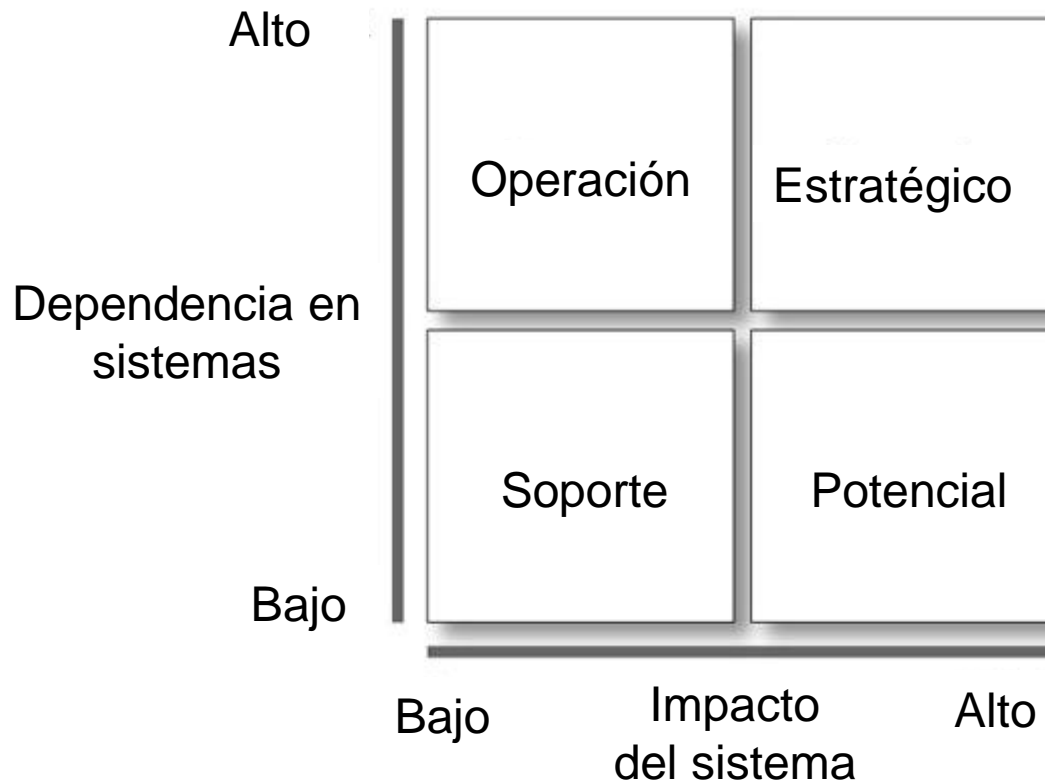 Alto
Operación
Estratégico
Dependencia en
sistemas
Soporte
Potencial
Bajo
Bajo
Impacto
del sistema
Alto